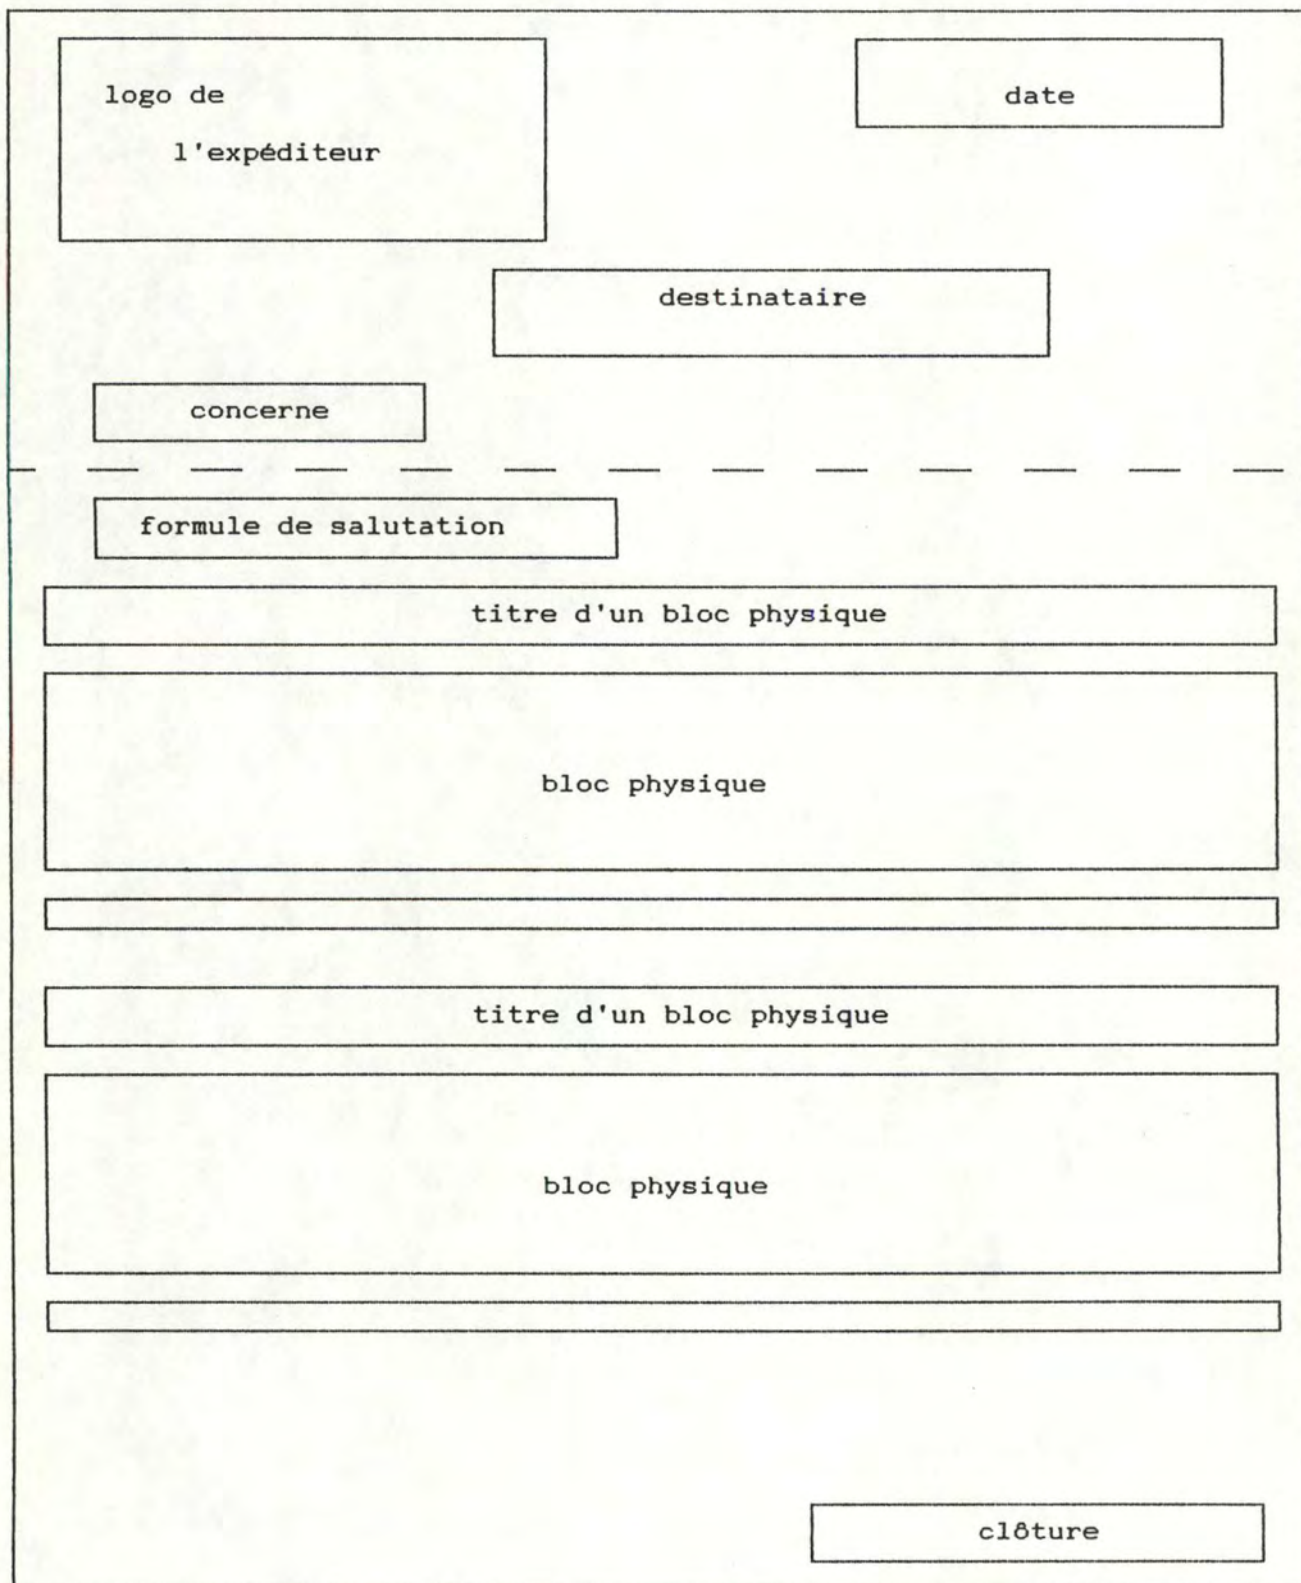 logo de
l'expéditeur
date
destinataire
concerne
formule de salutation
titre d'un bloc physique
bloc physique
titre d'un bloc physique
bloc physique
clôture